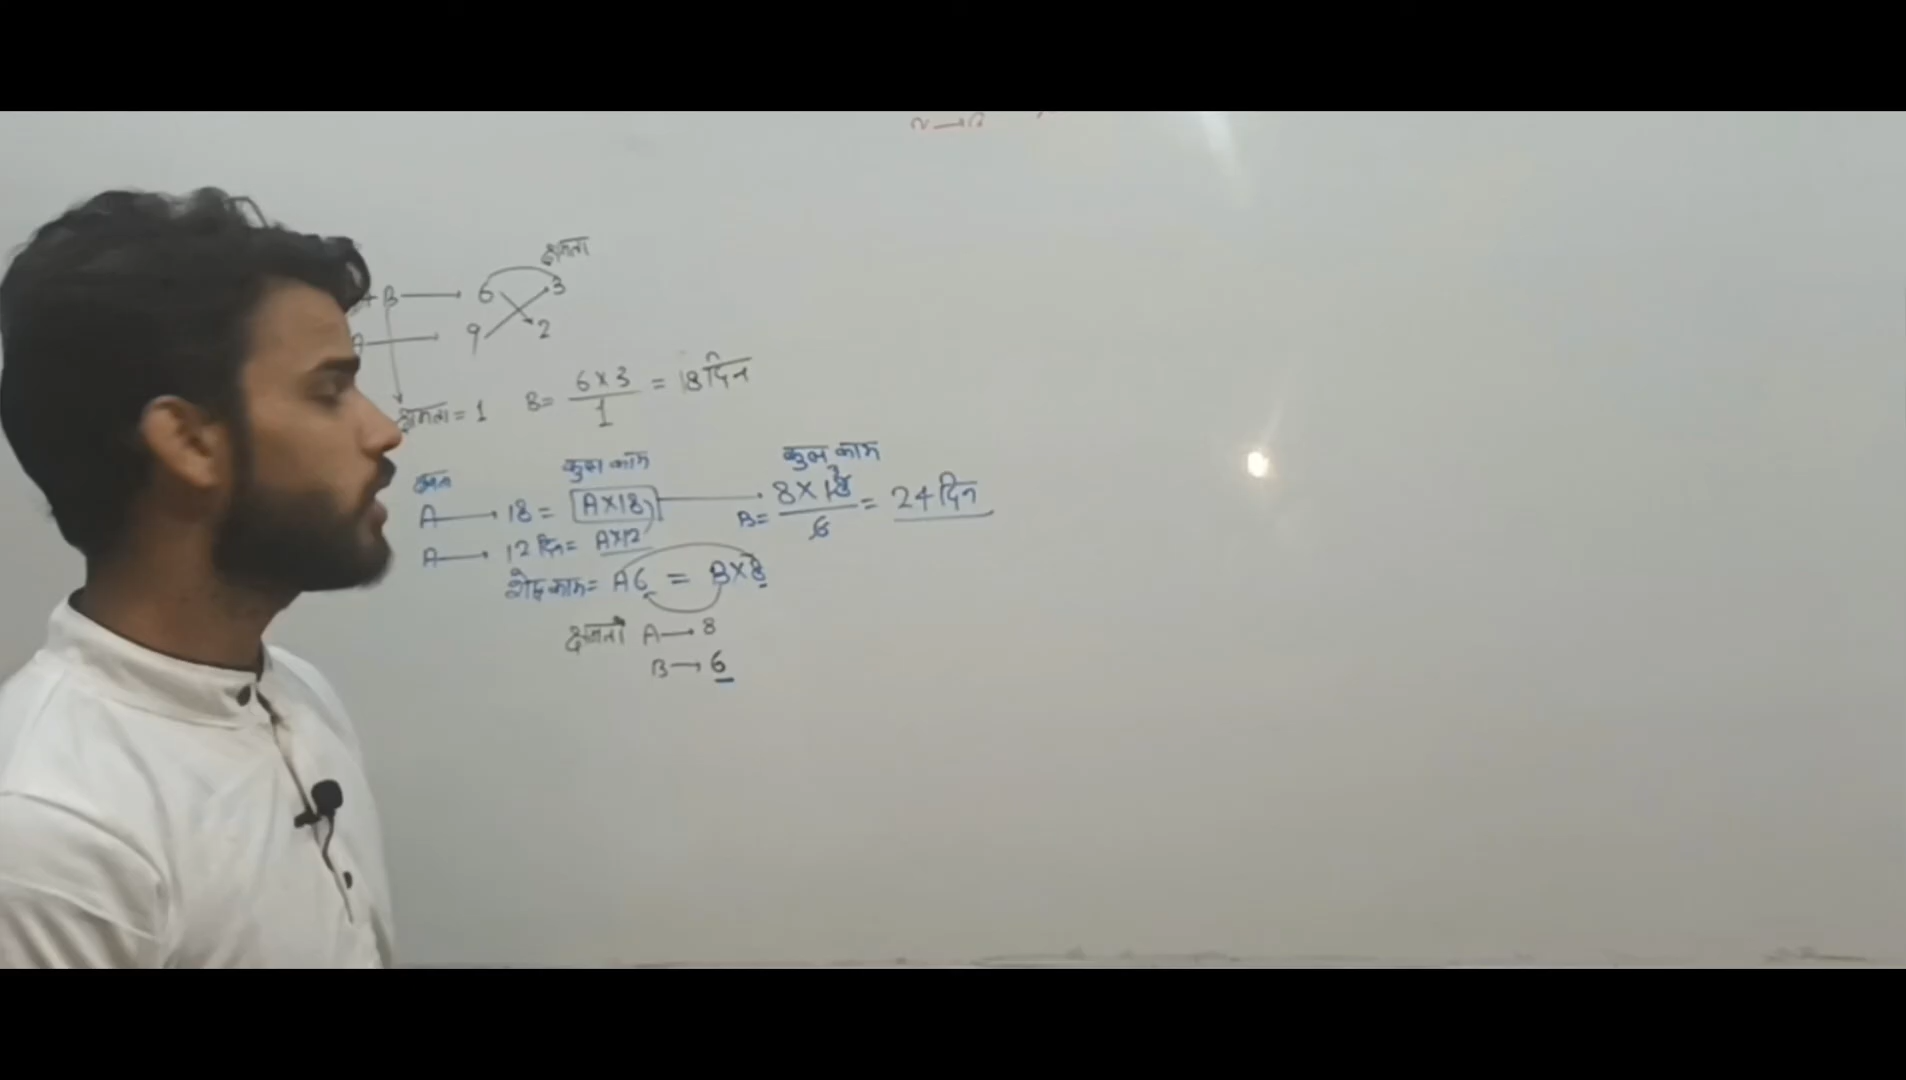 क्षमता
+ B → 6 3
A → 9 2
क्षमता = 1 B = 6 × 3 / 1 = 18 दिन
कुल काम कुल काम
A → 18 = A×18 B = 8 × 18 3 / 6 = 24 दिन
A → 12 दिन = A×12
शेष काम = A6 = B×8
क्षमता A → 8
B → 6